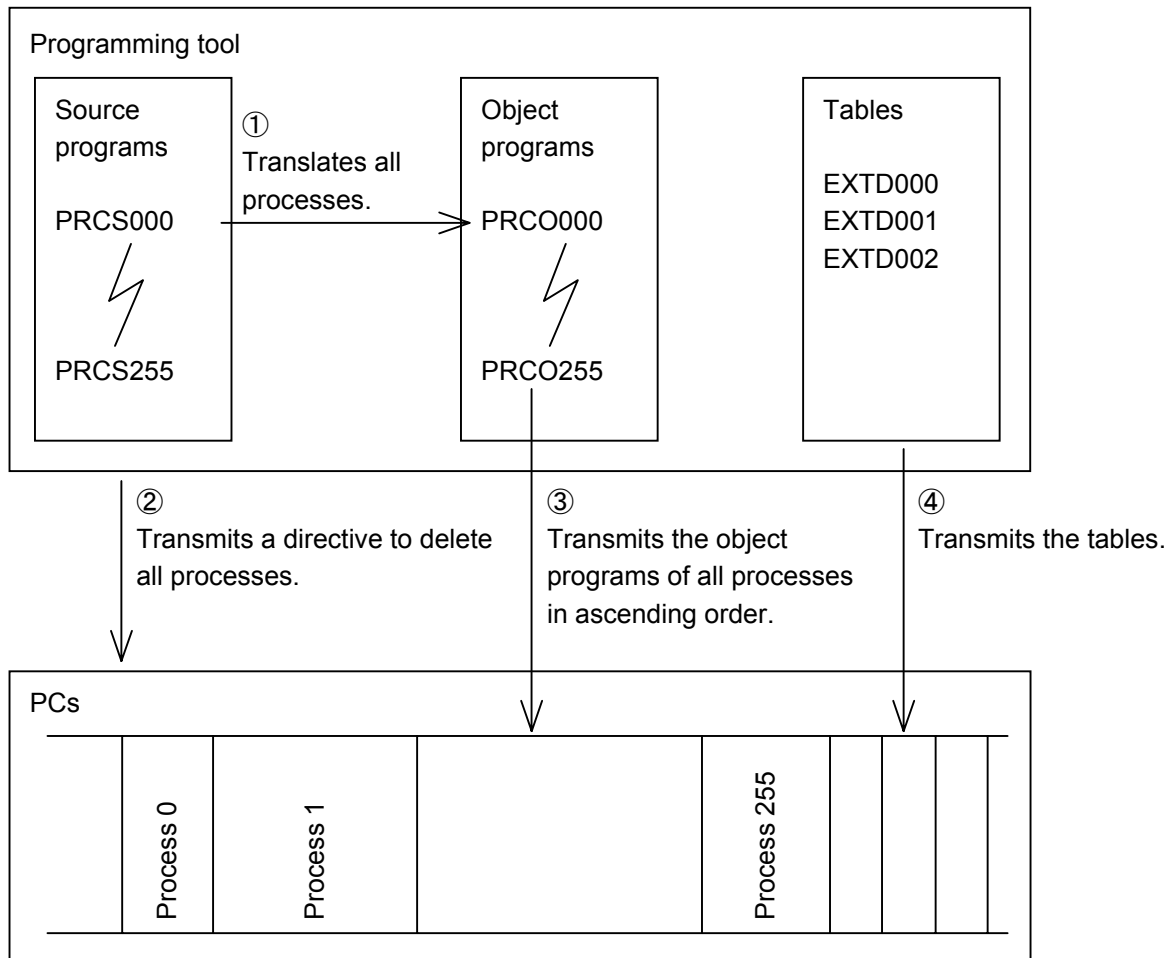 Programming tool
Source
programs
PRCS000
PRCS255
①
Translates all
processes.
Object
programs
PRCO000
PRCO255
Tables
EXTD000
EXTD001
EXTD002
②
Transmits a directive to delete
all processes.
③
Transmits the object
programs of all processes
in ascending order.
④
Transmits the tables.
PCs
Process 0
Process 1
Process 255